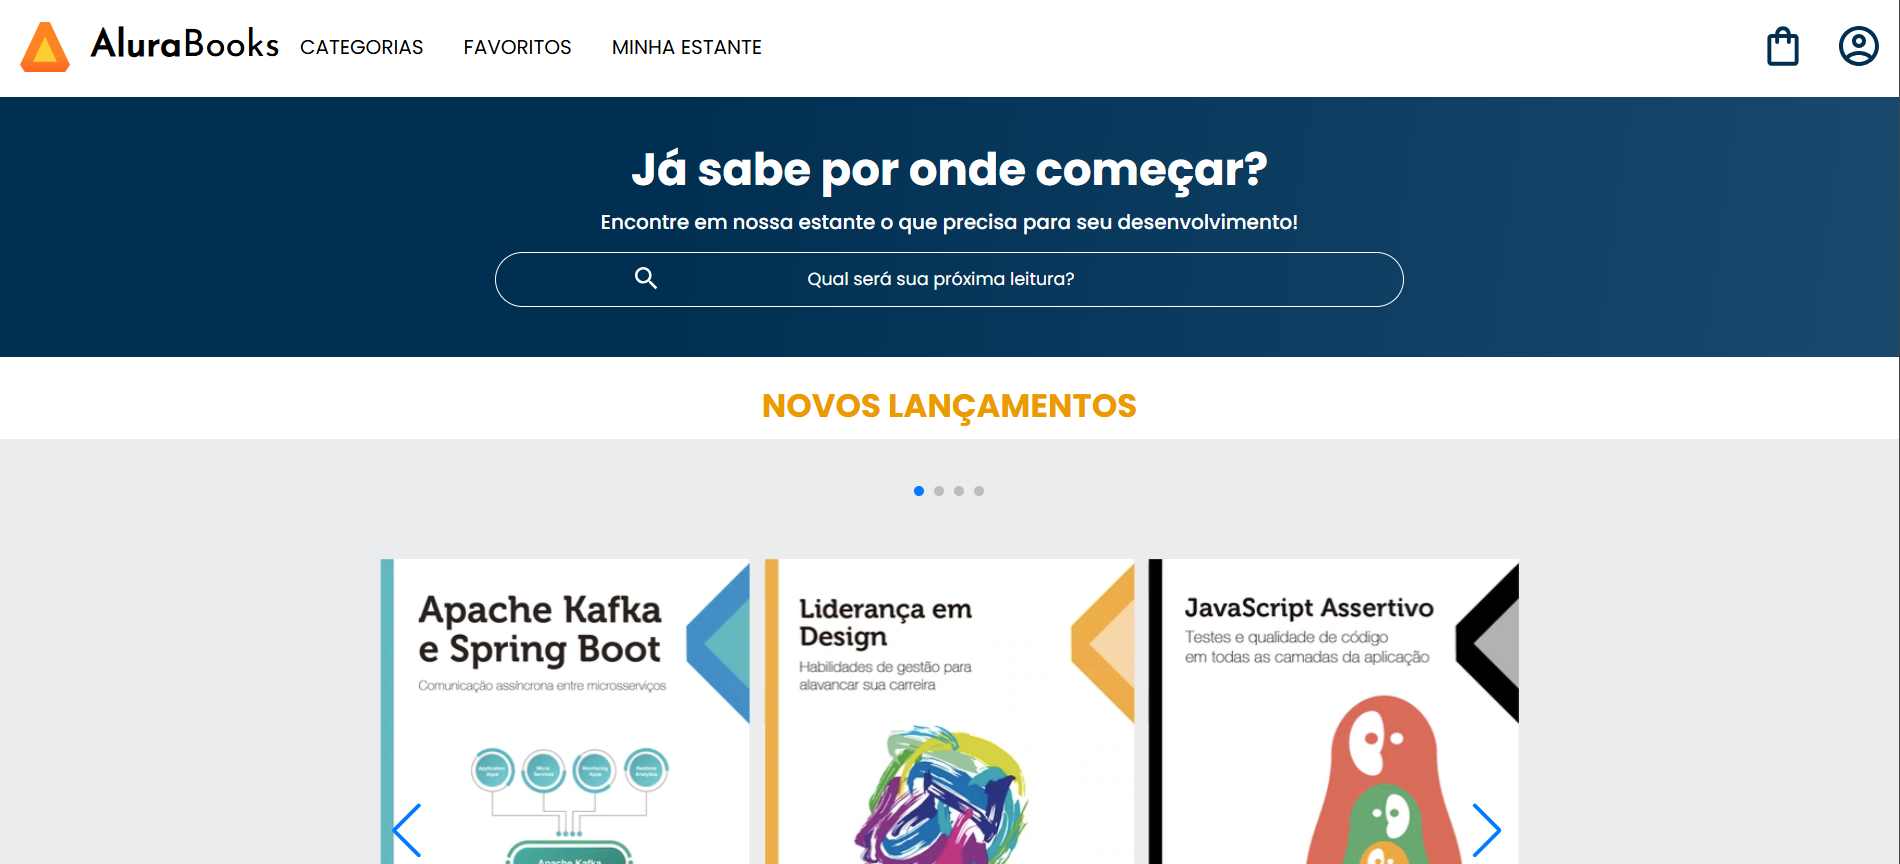 AluraBooks CATEGORIAS FAVORITOS MINHA ESTANTE
Já sabe por onde começar?
Encontre em nossa estante o que precisa para seu desenvolvimento!
Qual será sua próxima leitura?
NOVOS LANÇAMENTOS
Apache Kafka
e Spring Boot
Comunicação assíncrona entre microsserviços
Application
Apps
Micro
Services
Monitoring
Apps
Realtime
Analytics
Apache Kafka
Liderança em
Design
Habilidades de gestão para
alavancar sua carreira
JavaScript Assertivo
Testes e qualidade de código
em todas as camadas da aplicação